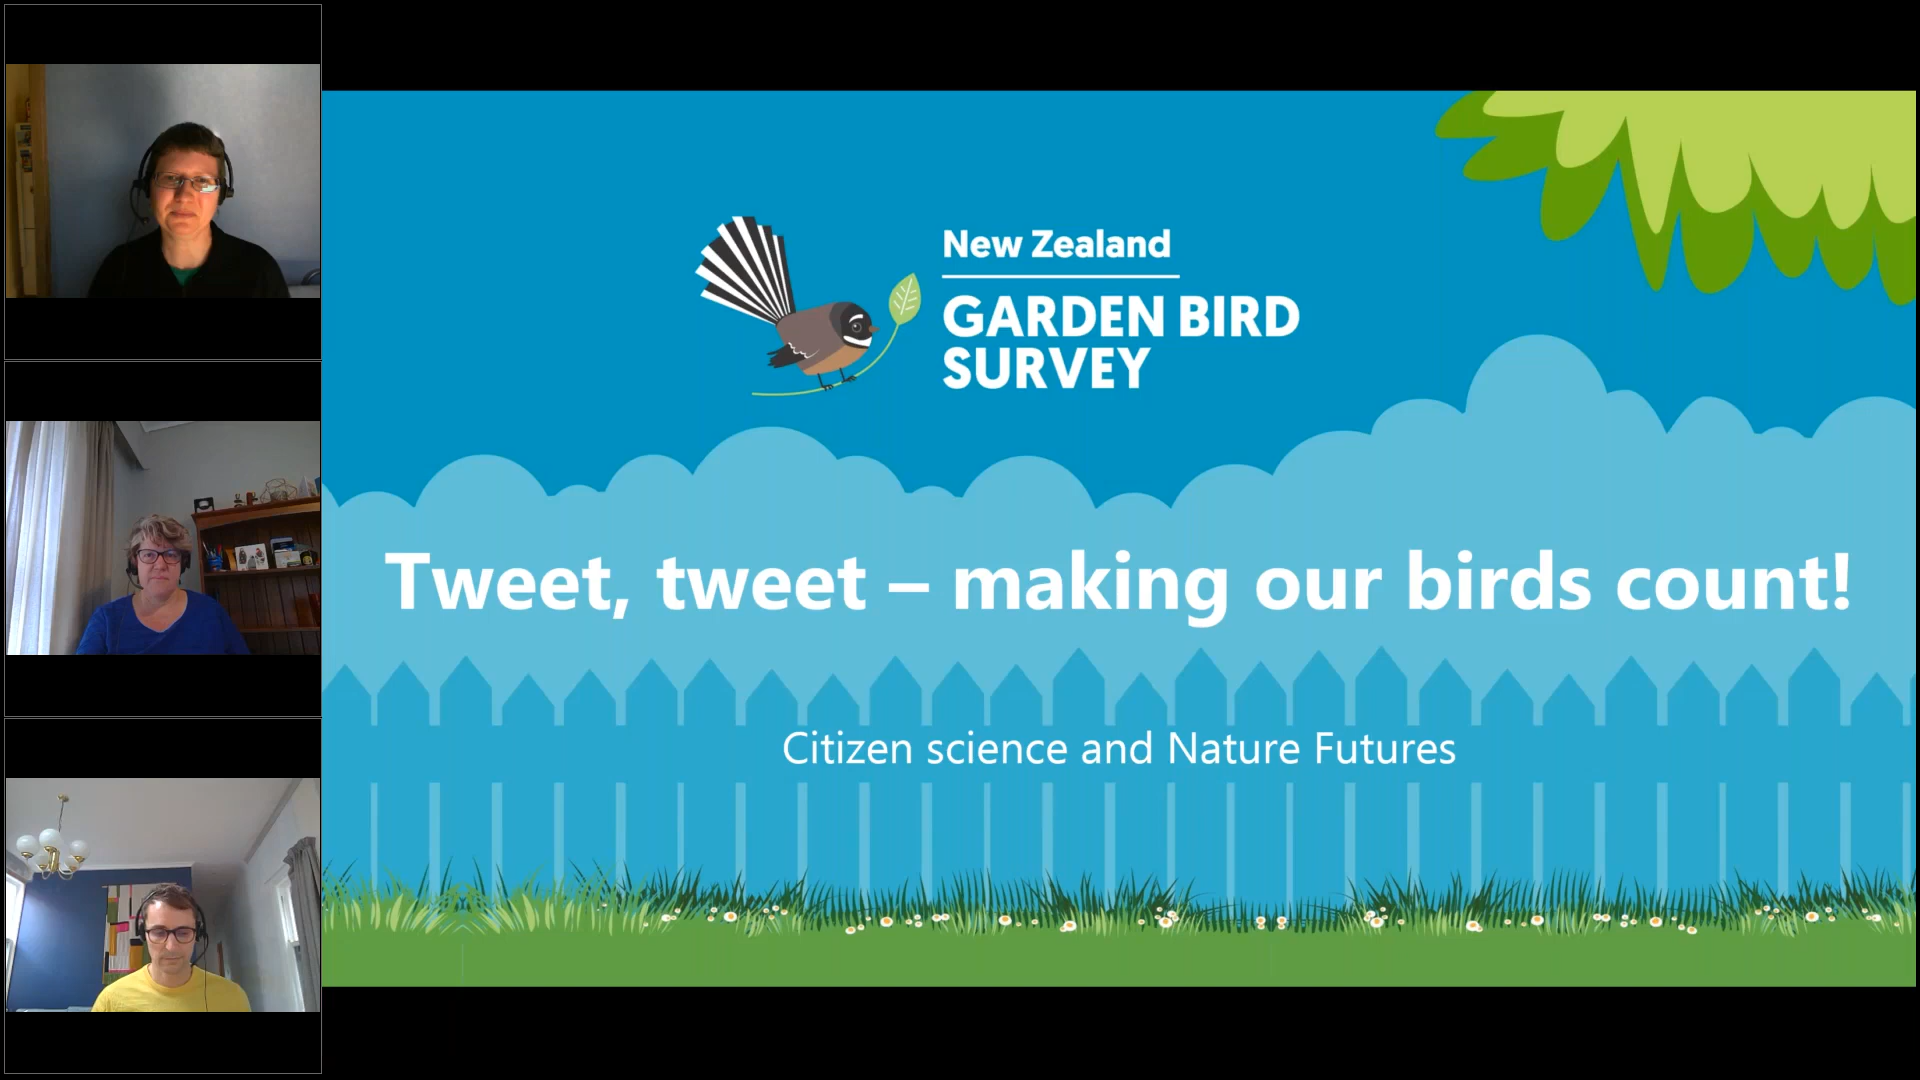 New Zealand
GARDEN BIRD
SURVEY
Tweet, tweet – making our birds count!
Citizen science and Nature Futures